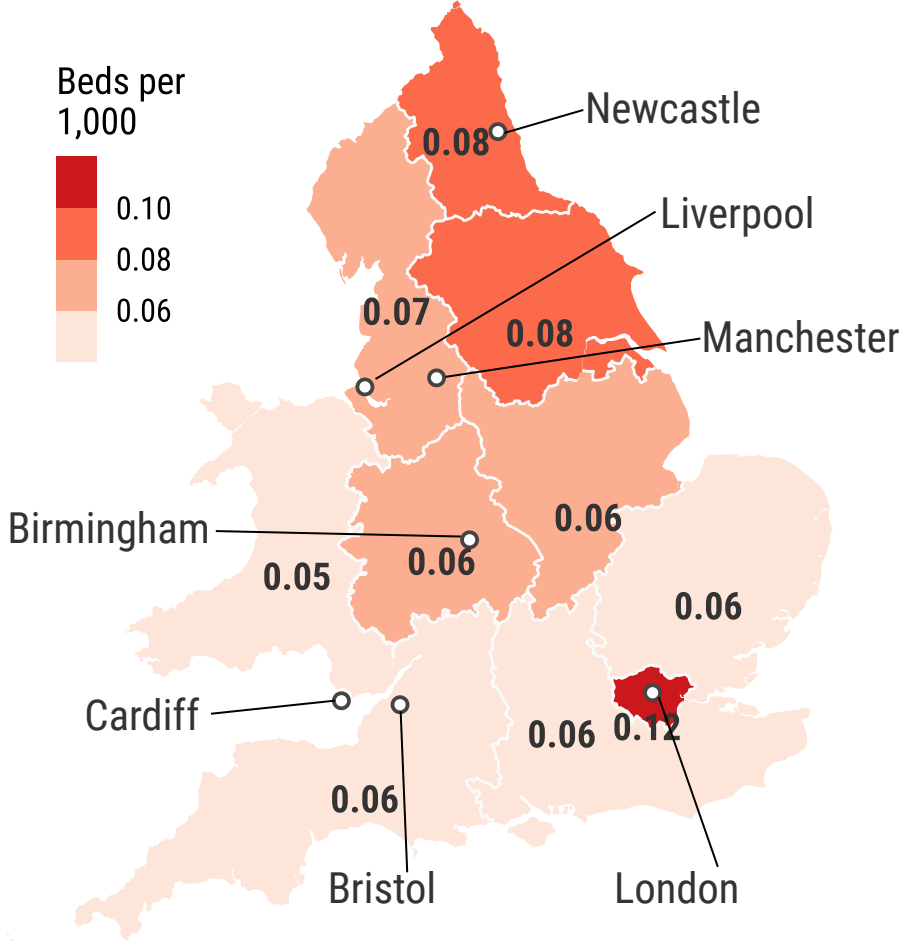 Beds per
1,000
0.10
0.08
0.06
Newcastle
0.08
Liverpool
0.07
0.08
Manchester
0.06
Birmingham
0.06
0.05
0.06
Cardiff
0.06
0.12
0.06
Bristol
London